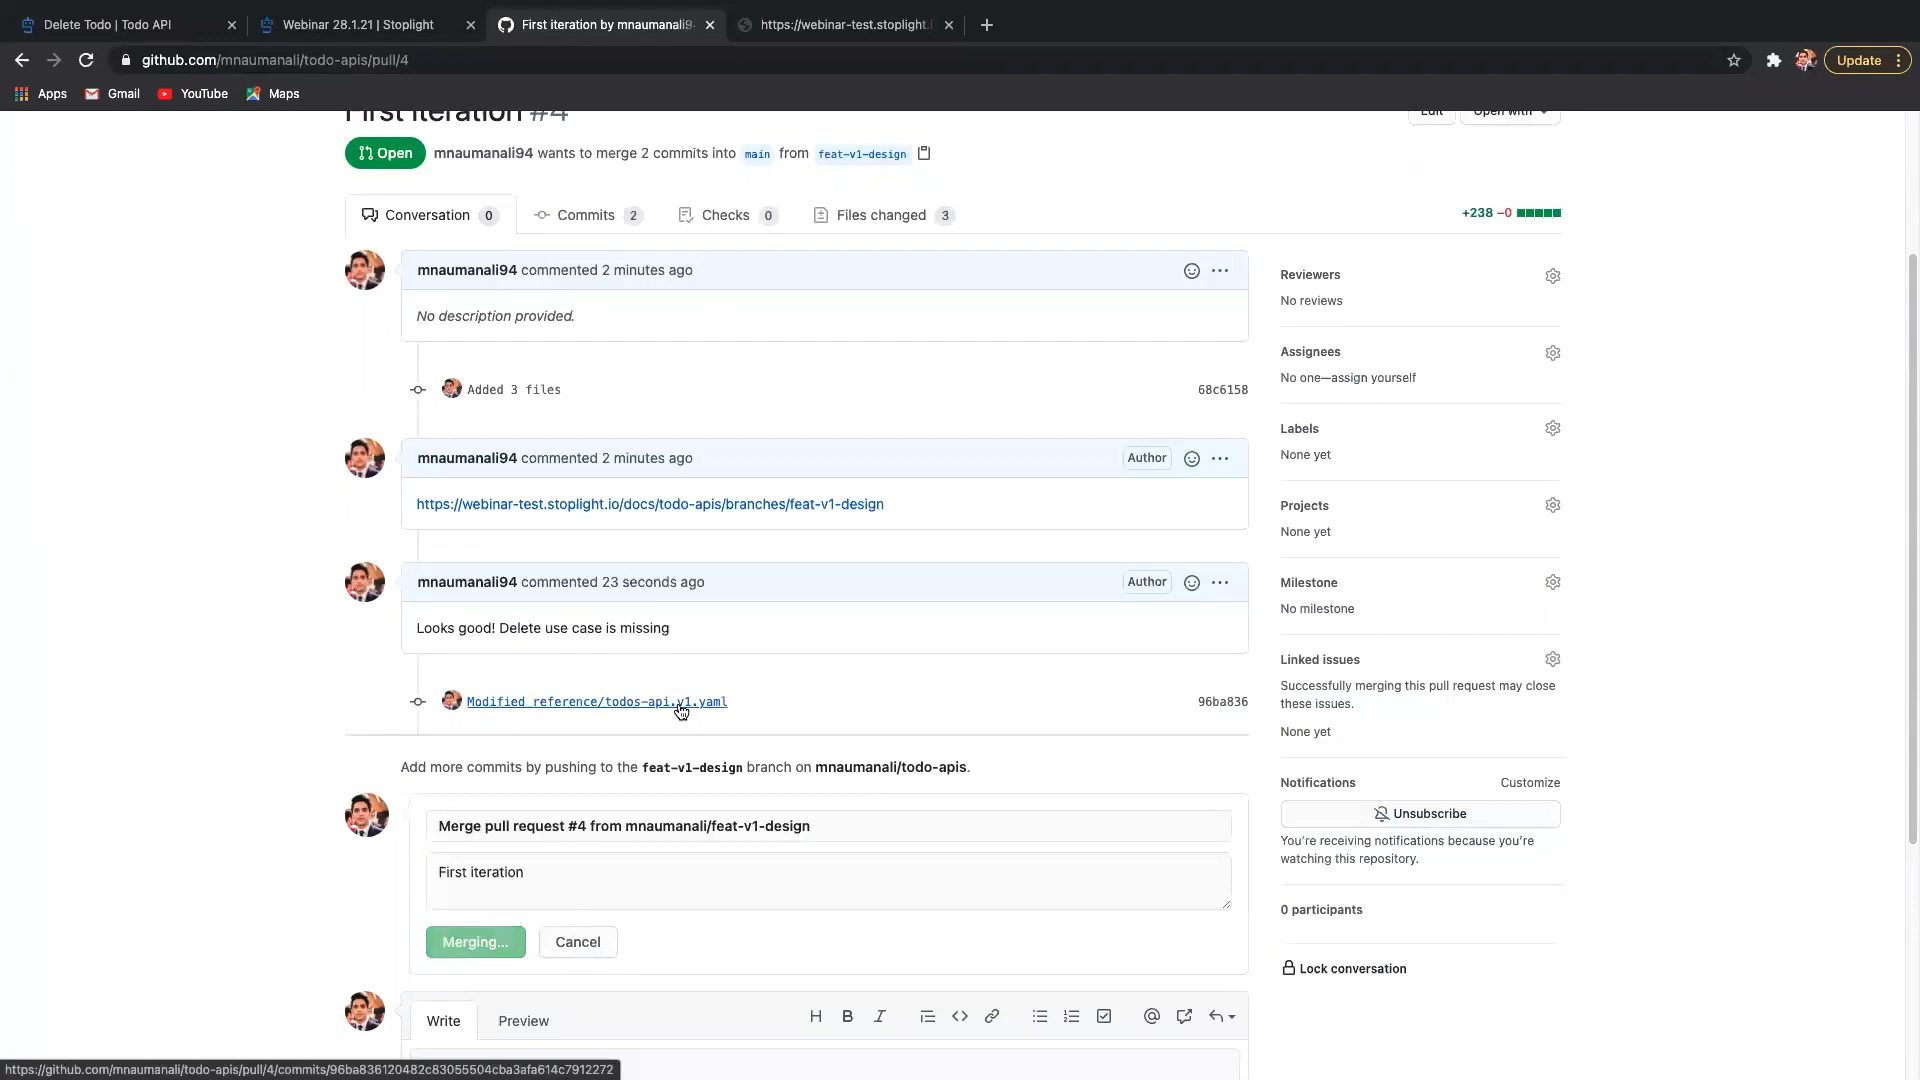 Delete Todo | Todo API
Webinar 28.1.21 | Stoplight
First iteration by mnaumanali9
https://webinar-test.stoplight.
github.com/mnaumanali/todo-apis/pull/4
Update
Apps
Gmail
YouTube
Maps
First iteration #4
Edit
Open with
Open
mnaumanali94 wants to merge 2 commits into main from feat-v1-design
Conversation 0
Commits 2
Checks 0
Files changed 3
+238 −0
mnaumanali94 commented 2 minutes ago
No description provided.
Added 3 files
68c6158
mnaumanali94 commented 2 minutes ago
Author
https://webinar-test.stoplight.io/docs/todo-apis/branches/feat-v1-design
mnaumanali94 commented 23 seconds ago
Author
Looks good! Delete use case is missing
Modified reference/todos-api.v1.yaml
96ba836
Add more commits by pushing to the feat-v1-design branch on mnaumanali/todo-apis.
Merge pull request #4 from mnaumanali/feat-v1-design
First iteration
Merging...
Cancel
Write
Preview
H B I
Reviewers
No reviews
Assignees
No one—assign yourself
Labels
None yet
Projects
None yet
Milestone
No milestone
Linked issues
Successfully merging this pull request may close
these issues.
None yet
Notifications
Customize
Unsubscribe
You're receiving notifications because you're
watching this repository.
0 participants
Lock conversation
https://github.com/mnaumanali/todo-apis/pull/4/commits/96ba836120482c83055504cba3afa614c7912272